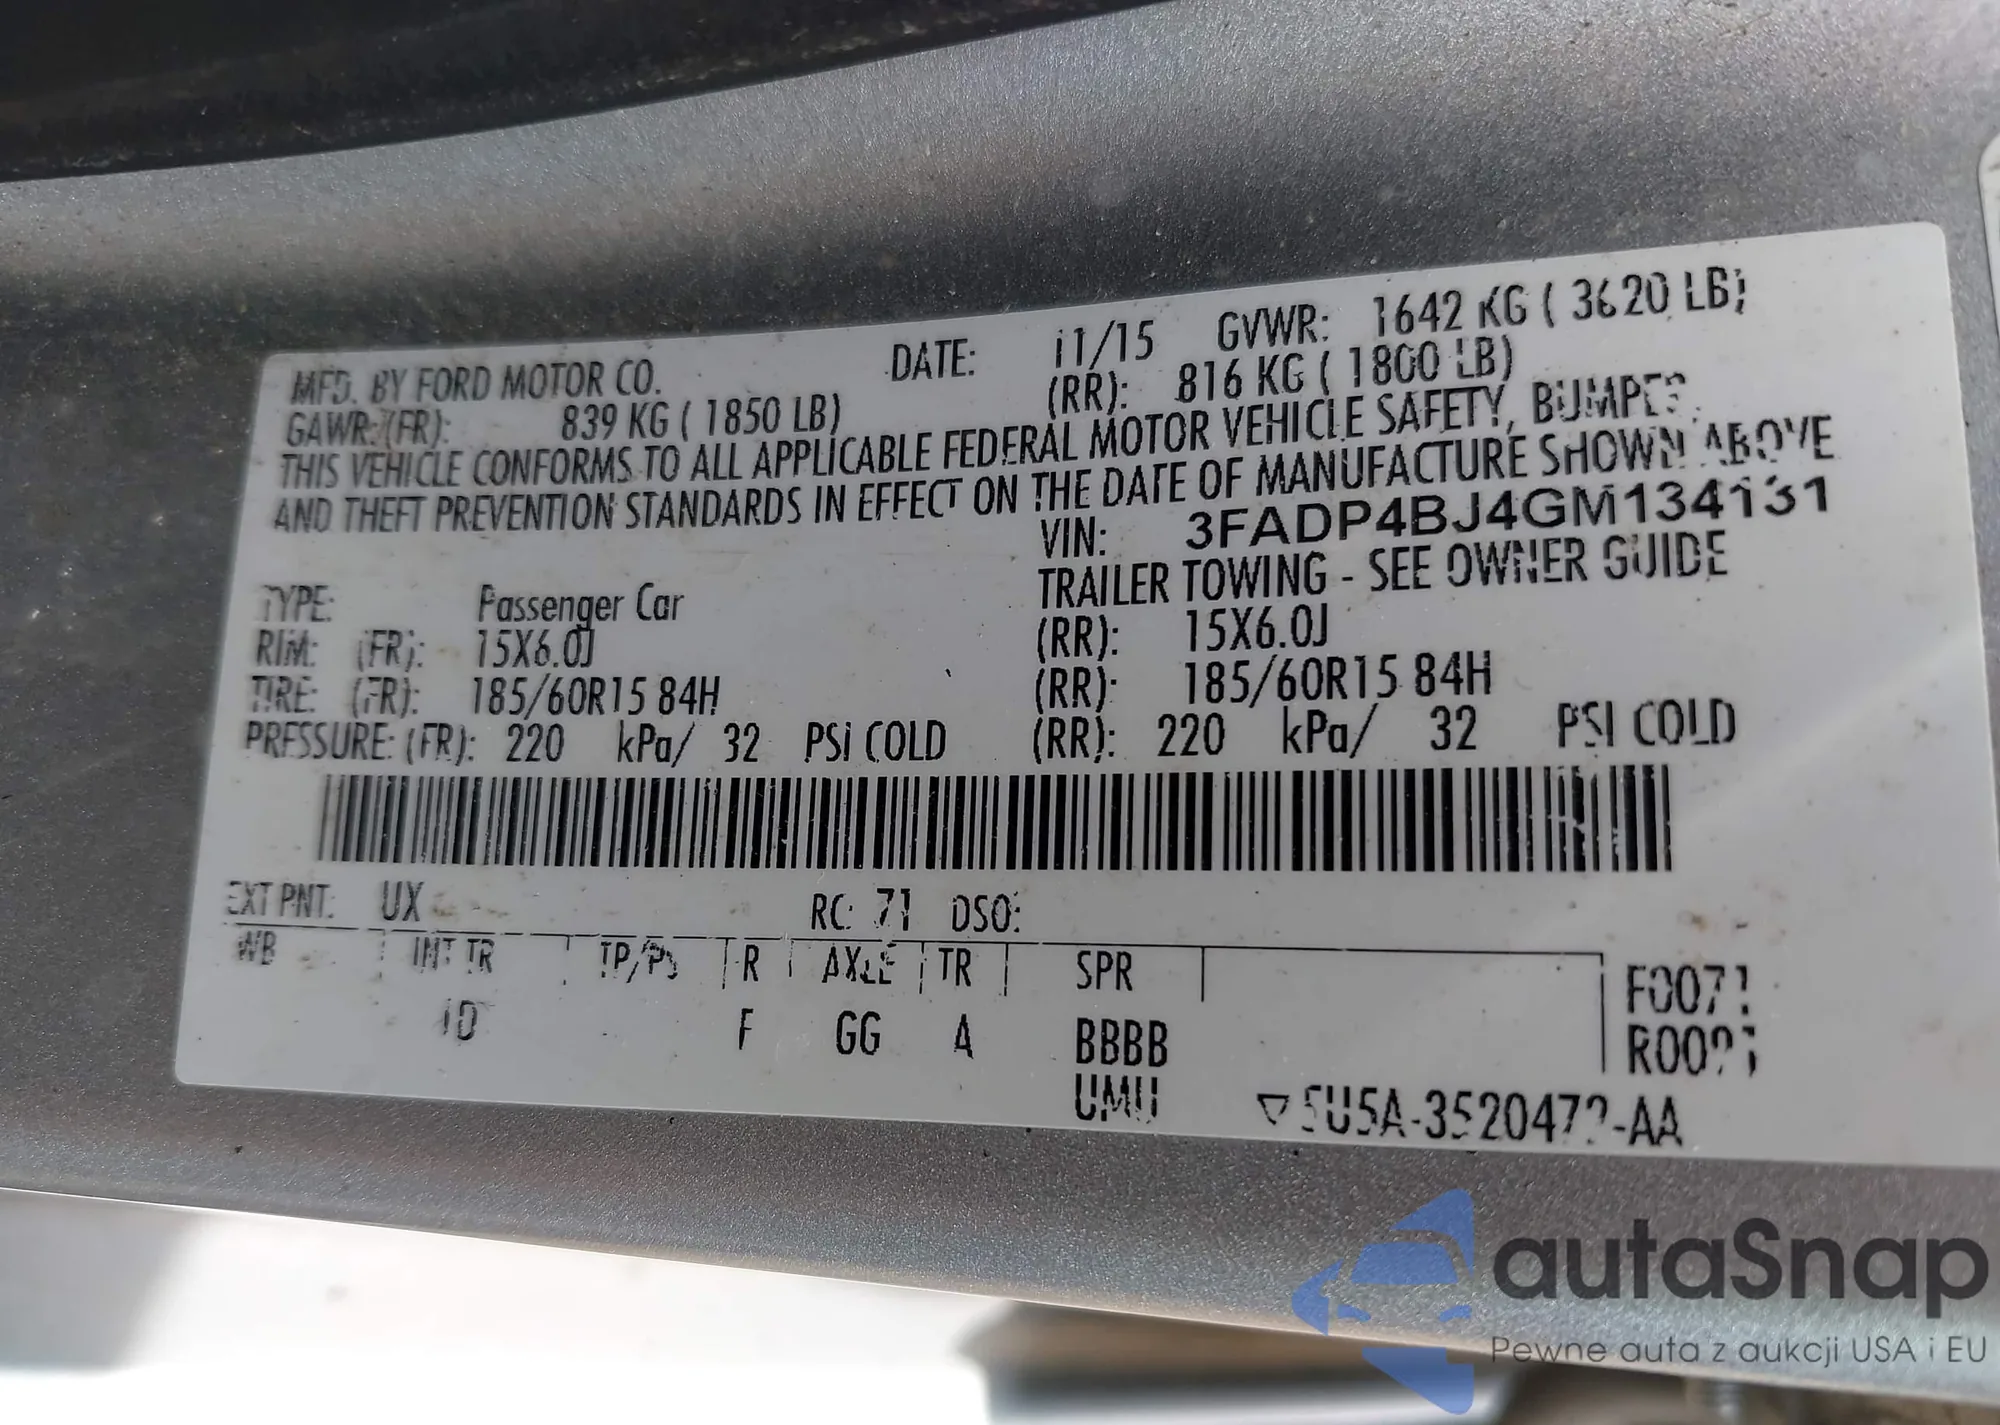 MFD. BY FORD MOTOR CO. DATE: 11/15 GVWR: 1642 KG ( 3620 LB)
GAWR: (FR): 839 KG ( 1850 LB) (RR): 816 KG ( 1800 LB)
THIS VEHICLE CONFORMS TO ALL APPLICABLE FEDERAL MOTOR VEHICLE SAFETY, BUMPER,
AND THEFT PREVENTION STANDARDS IN EFFECT ON THE DATE OF MANUFACTURE SHOWN ABOVE
VIN: 3FADP4BJ4GM134131
TYPE: Passenger Car TRAILER TOWING - SEE OWNER GUIDE
RIM: (FR): 15X6.0J (RR): 15X6.0J
TIRE: (FR): 185/60R15 84H (RR): 185/60R15 84H
PRESSURE: (FR): 220 kPa/ 32 PSI COLD (RR): 220 kPa/ 32 PSI COLD
EXT PNT: UX RC: 71 DSO:
WB INT TR TP/PS R AXLE TR SPR
F GG A BBBB
F0071
UMU
autaSnap
Pewne auta z aukcji USA i EU